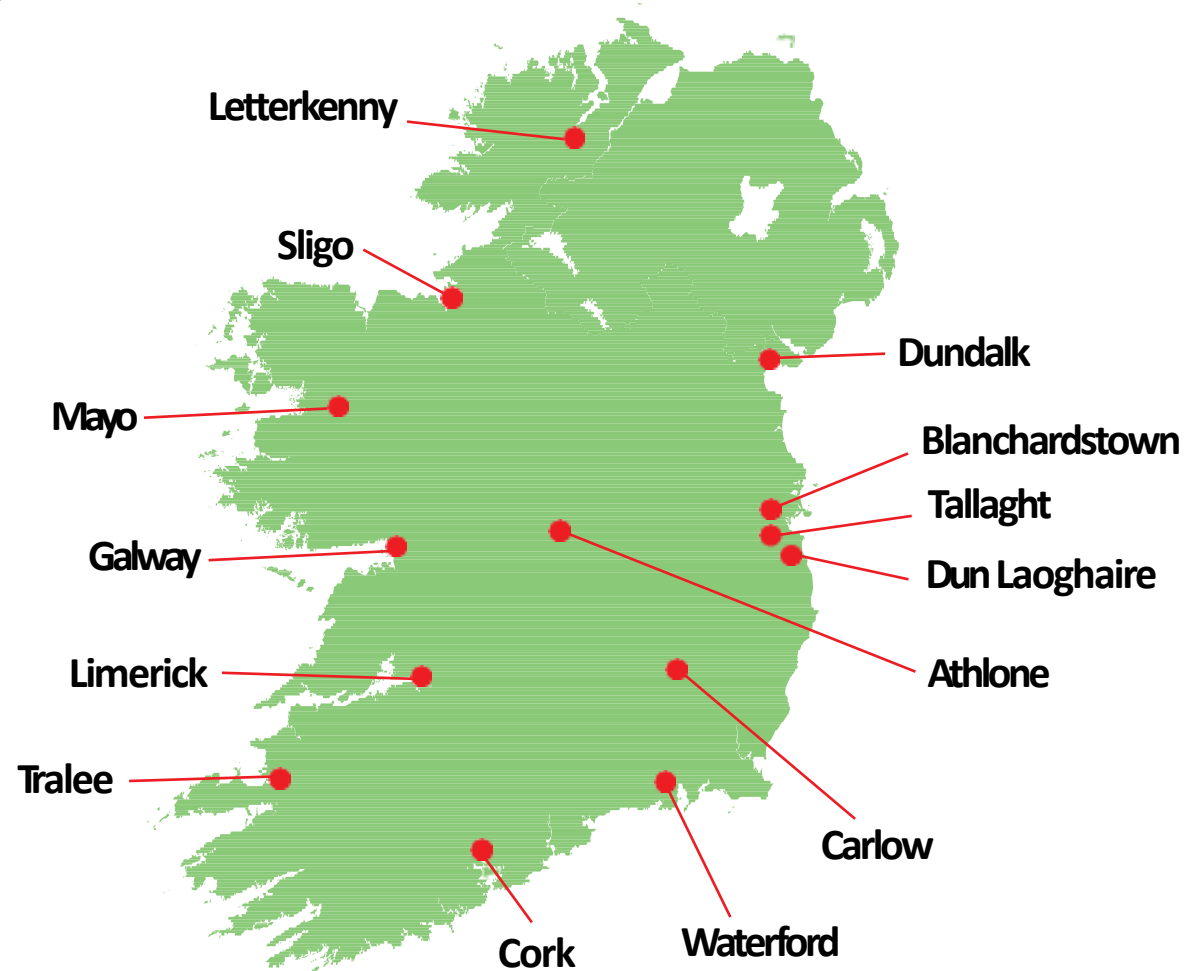 Letterkenny
Sligo
Dundalk
Mayo
Blanchardstown
Tallaght
Galway
Dun Laoghaire
Limerick
Athlone
Tralee
Carlow
Waterford
Cork